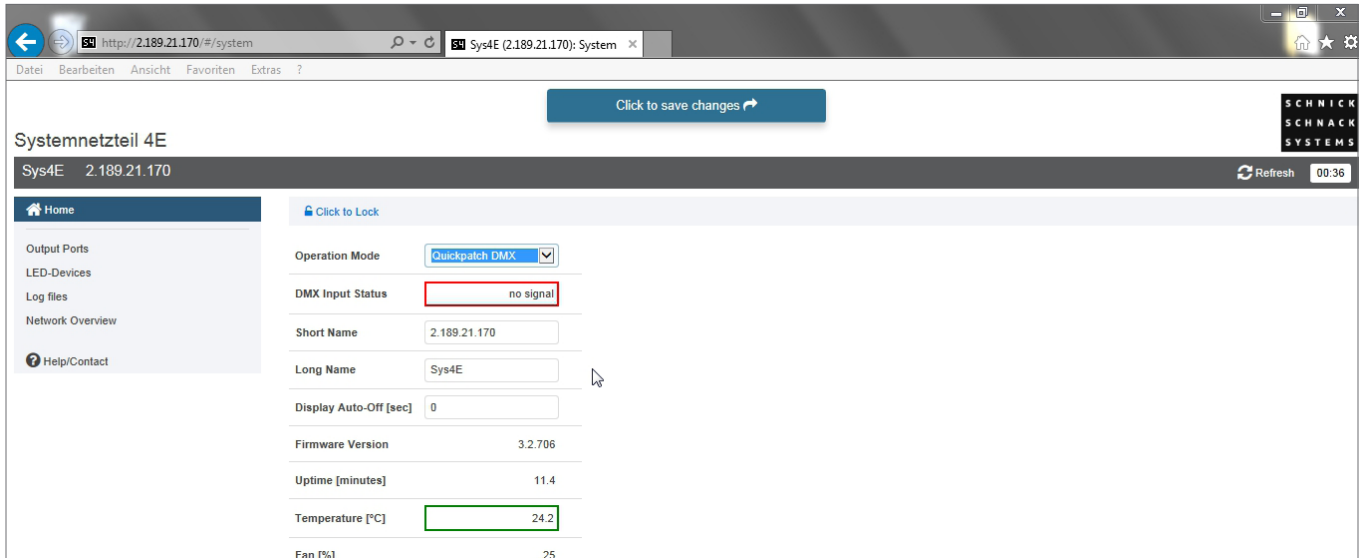 http://2.189.21.170/#/system
Sys4E (2.189.21.170): System
Datei Bearbeiten Ansicht Favoriten Extras ?
Click to save changes
SCHNICK
SCHNACK
SYSTEMS
Systemnetzteil 4E
Sys4E 2.189.21.170
Refresh 00:36
Home
Output Ports
LED-Devices
Log files
Network Overview
Help/Contact
Click to Lock
Operation Mode Quickpatch DMX
DMX Input Status no signal
Short Name 2.189.21.170
Long Name Sys4E
Display Auto-Off [sec] 0
Firmware Version 3.2.706
Uptime [minutes] 11.4
Temperature [°C] 24.2
Fan [%] 25